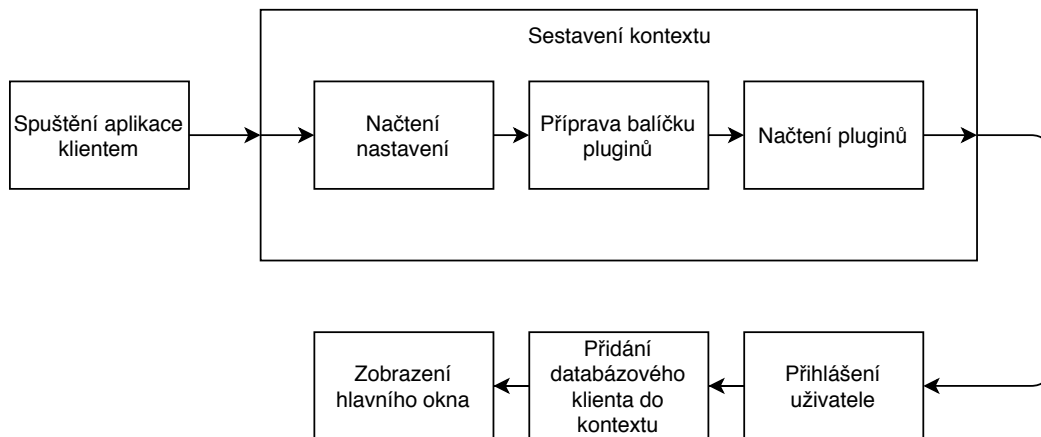 Sestavení kontextu
Spuštění aplikace
klientem
Načtení
nastavení
Příprava balíčku
pluginů
Načtení pluginů
Zobrazení
hlavního okna
Přidání
databázového
klienta do
kontextu
Přihlášení
uživatele